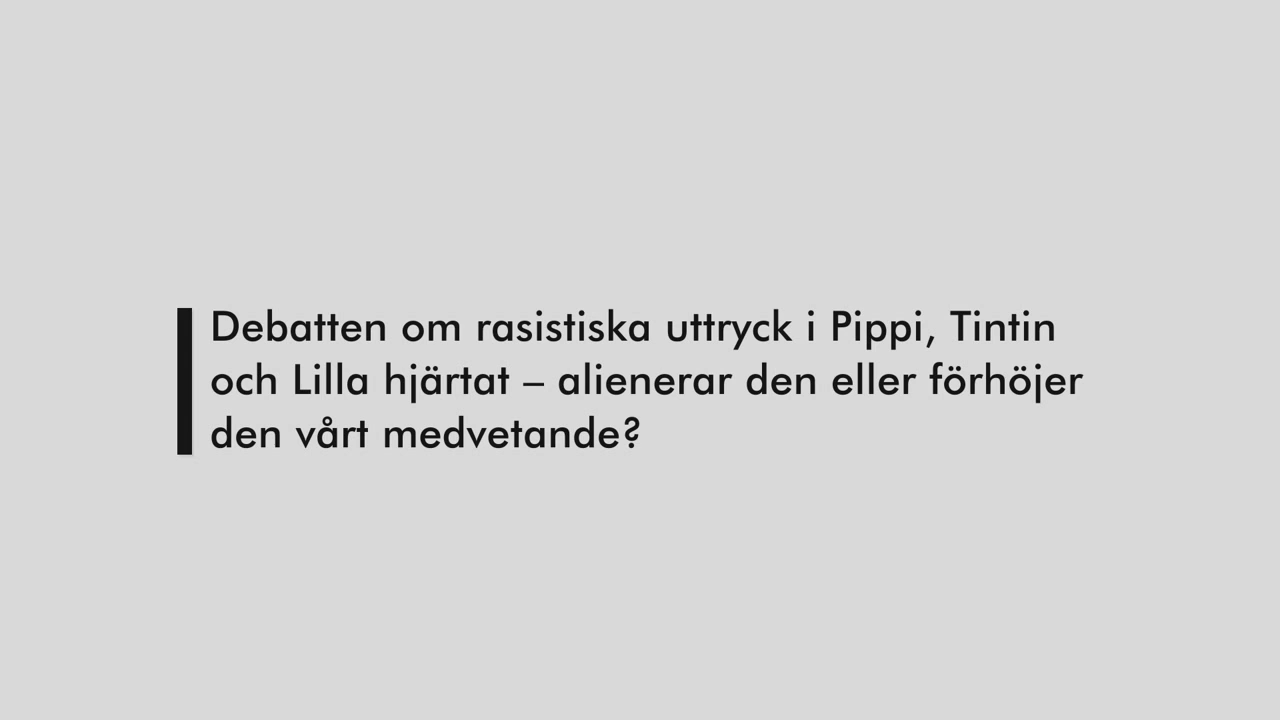 Debatten om rasistiska uttryck i Pippi, Tintin
och Lilla hjärtat – alienerar den eller förhöjer
den vårt medvetande?